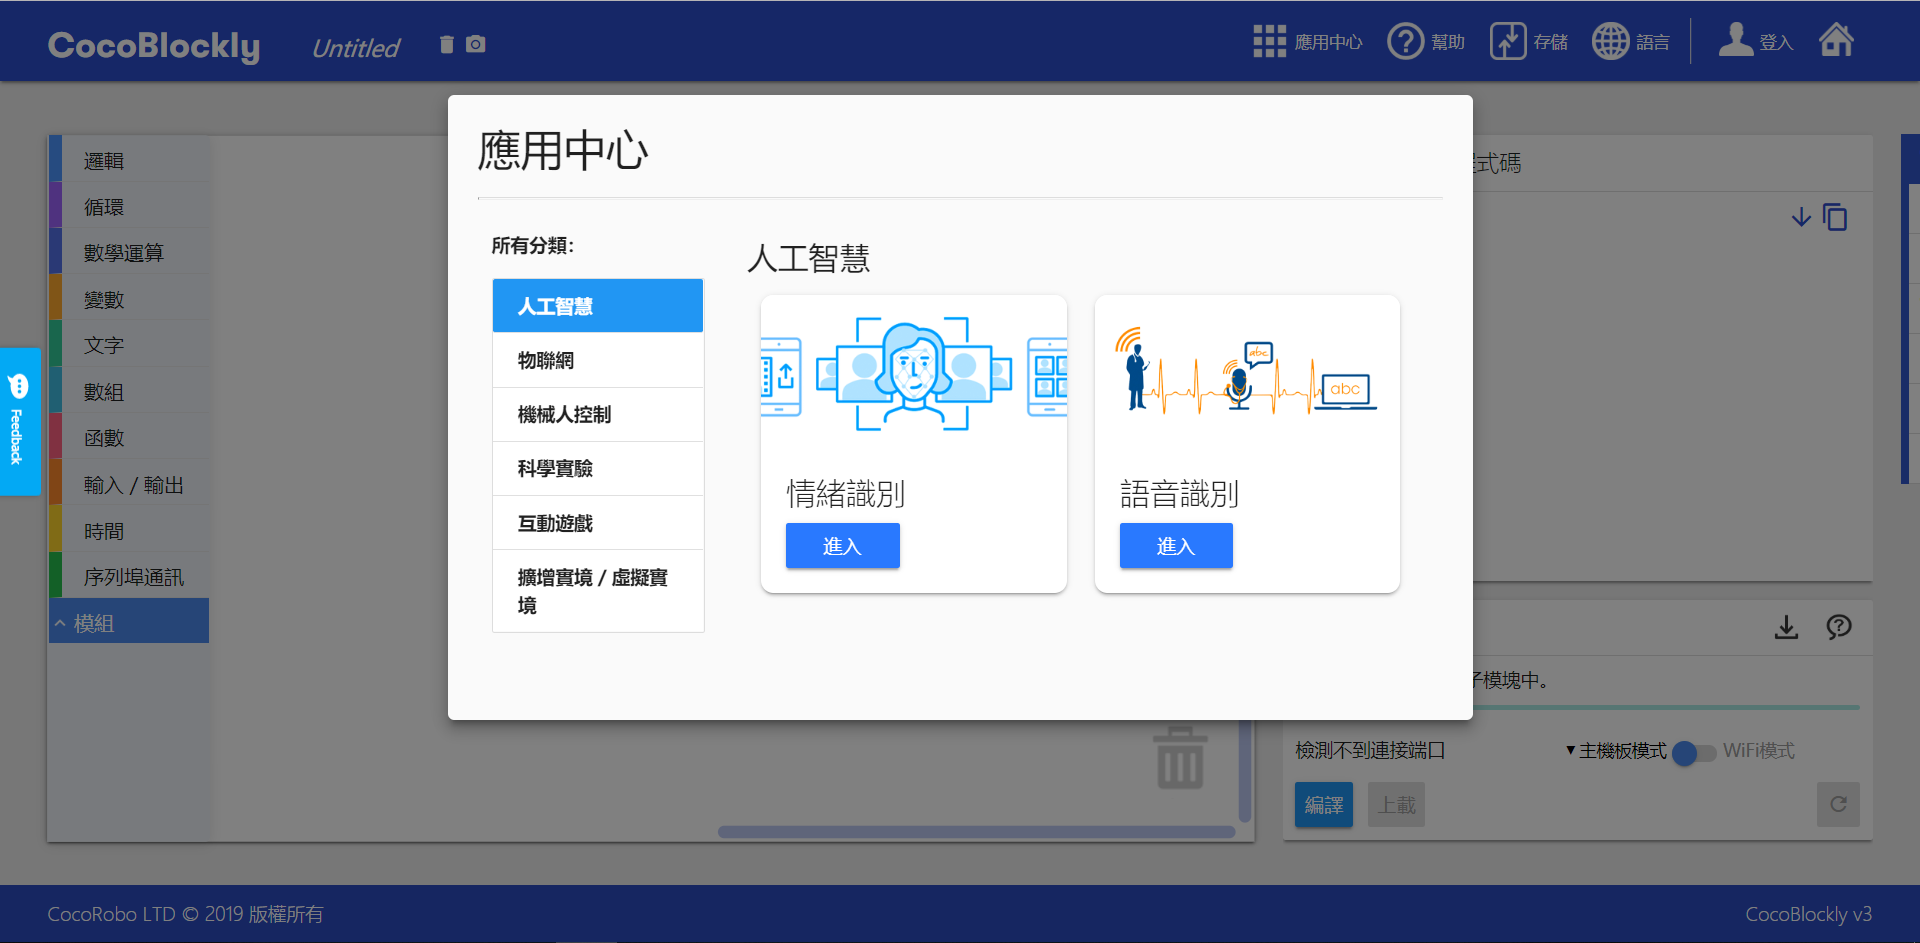 CocoBlockly
Untitled
應用中心
幫助
存儲
語言
登入
應用中心
所有分類：
人工智慧
物聯網
機械人控制
科學實驗
互動遊戲
擴增實境 / 虛擬實
境
人工智慧
abc
abc
情緒識別
進入
語音識別
進入
邏輯
循環
數學運算
變數
文字
數組
函數
輸入 / 輸出
時間
序列埠通訊
模組
Feedback
式碼
模塊中。
檢測不到連接端口
▼主機板模式
WiFi模式
編譯
上載
CocoRobo LTD © 2019 版權所有
CocoBlockly v3